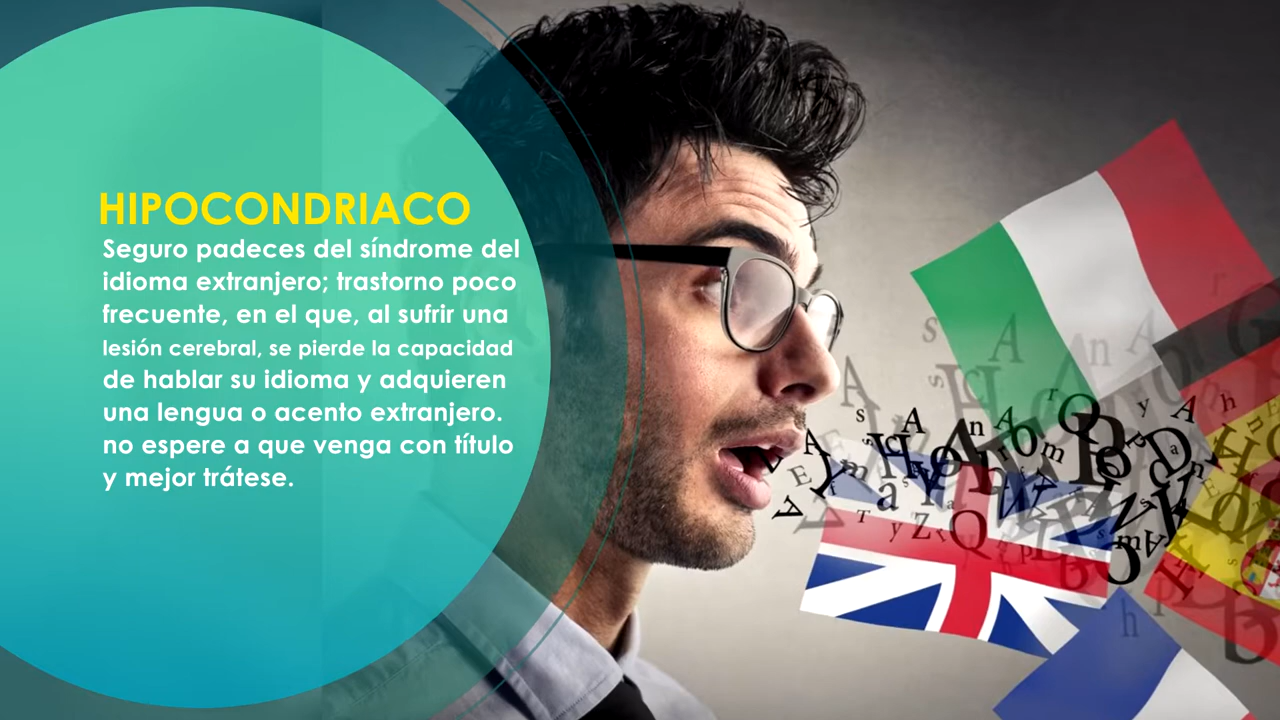 HIPOCONDRIACO
Seguro padeces del síndrome del
idioma extranjero; trastorno poco
frecuente, en el que, al sufrir una
lesión cerebral, se pierde la capacidad
de hablar su idioma y adquieren
una lengua o acento extranjero.
no espere a que venga con título
y mejor trátese.